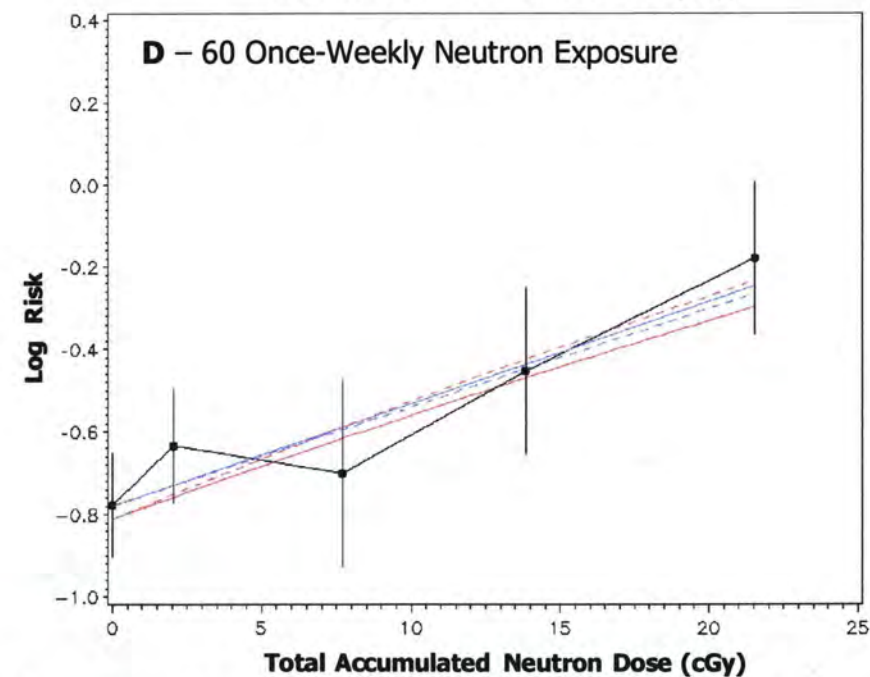 0.4
D – 60 Once-Weekly Neutron Exposure
0.2
0.0
-0.2
-0.4
-0.6
-0.8
-1.0
Log Risk
0 5 10 15 20 25
Total Accumulated Neutron Dose (cGy)